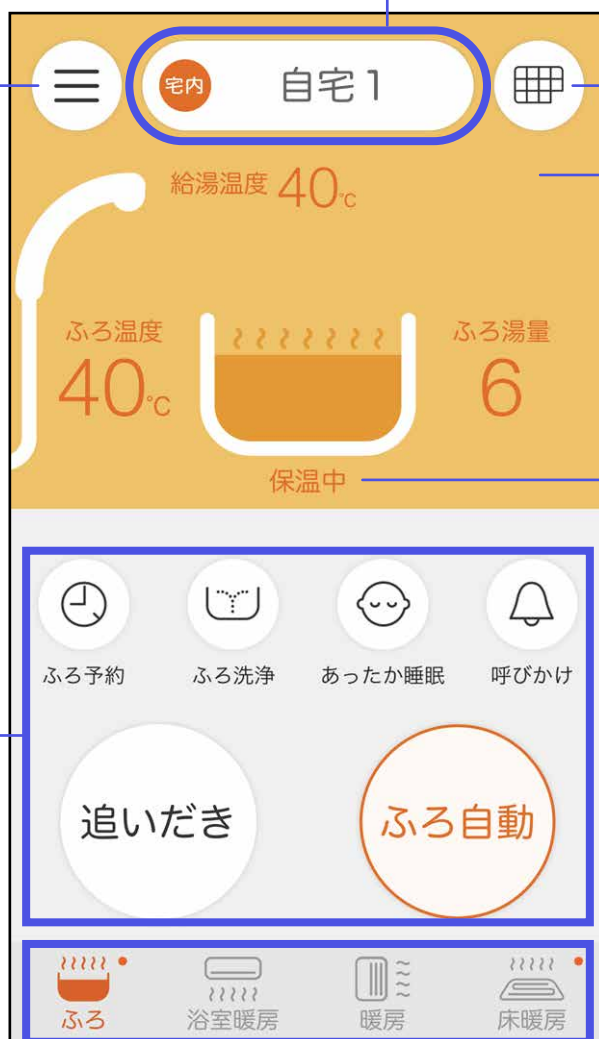 宅内 自宅1
給湯温度 40℃
ふろ温度 ふろ湯量
40℃ 6
保温中
ふろ予約 ふろ洗浄 あったか睡眠 呼びかけ
追いだき ふろ自動
ふろ 浴室暖房 暖房 床暖房